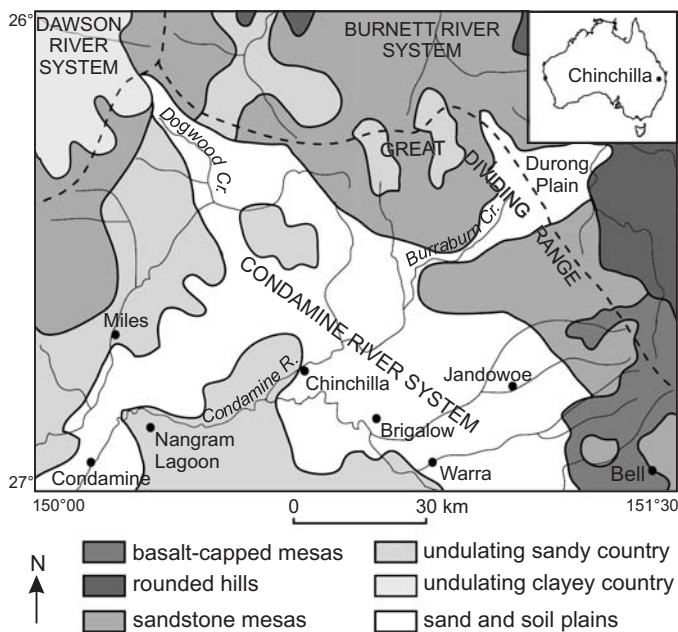 26°
DAWSON
RIVER
SYSTEM
BURNETT RIVER
SYSTEM
Chinchilla
Dogwood Cr.
GREAT
DIVIDING
RANGE
Durong
Plain
Burraburn Cr.
CONDAMINE RIVER SYSTEM
Miles
Condamine R.
Chinchilla
Jandowoe
Brigalow
Nangram
Lagoon
Condamine
Warra
Bell
27°
150°00
0
30 km
151°30
N
basalt-capped mesas
rounded hills
sandstone mesas
undulating sandy country
undulating clayey country
sand and soil plains